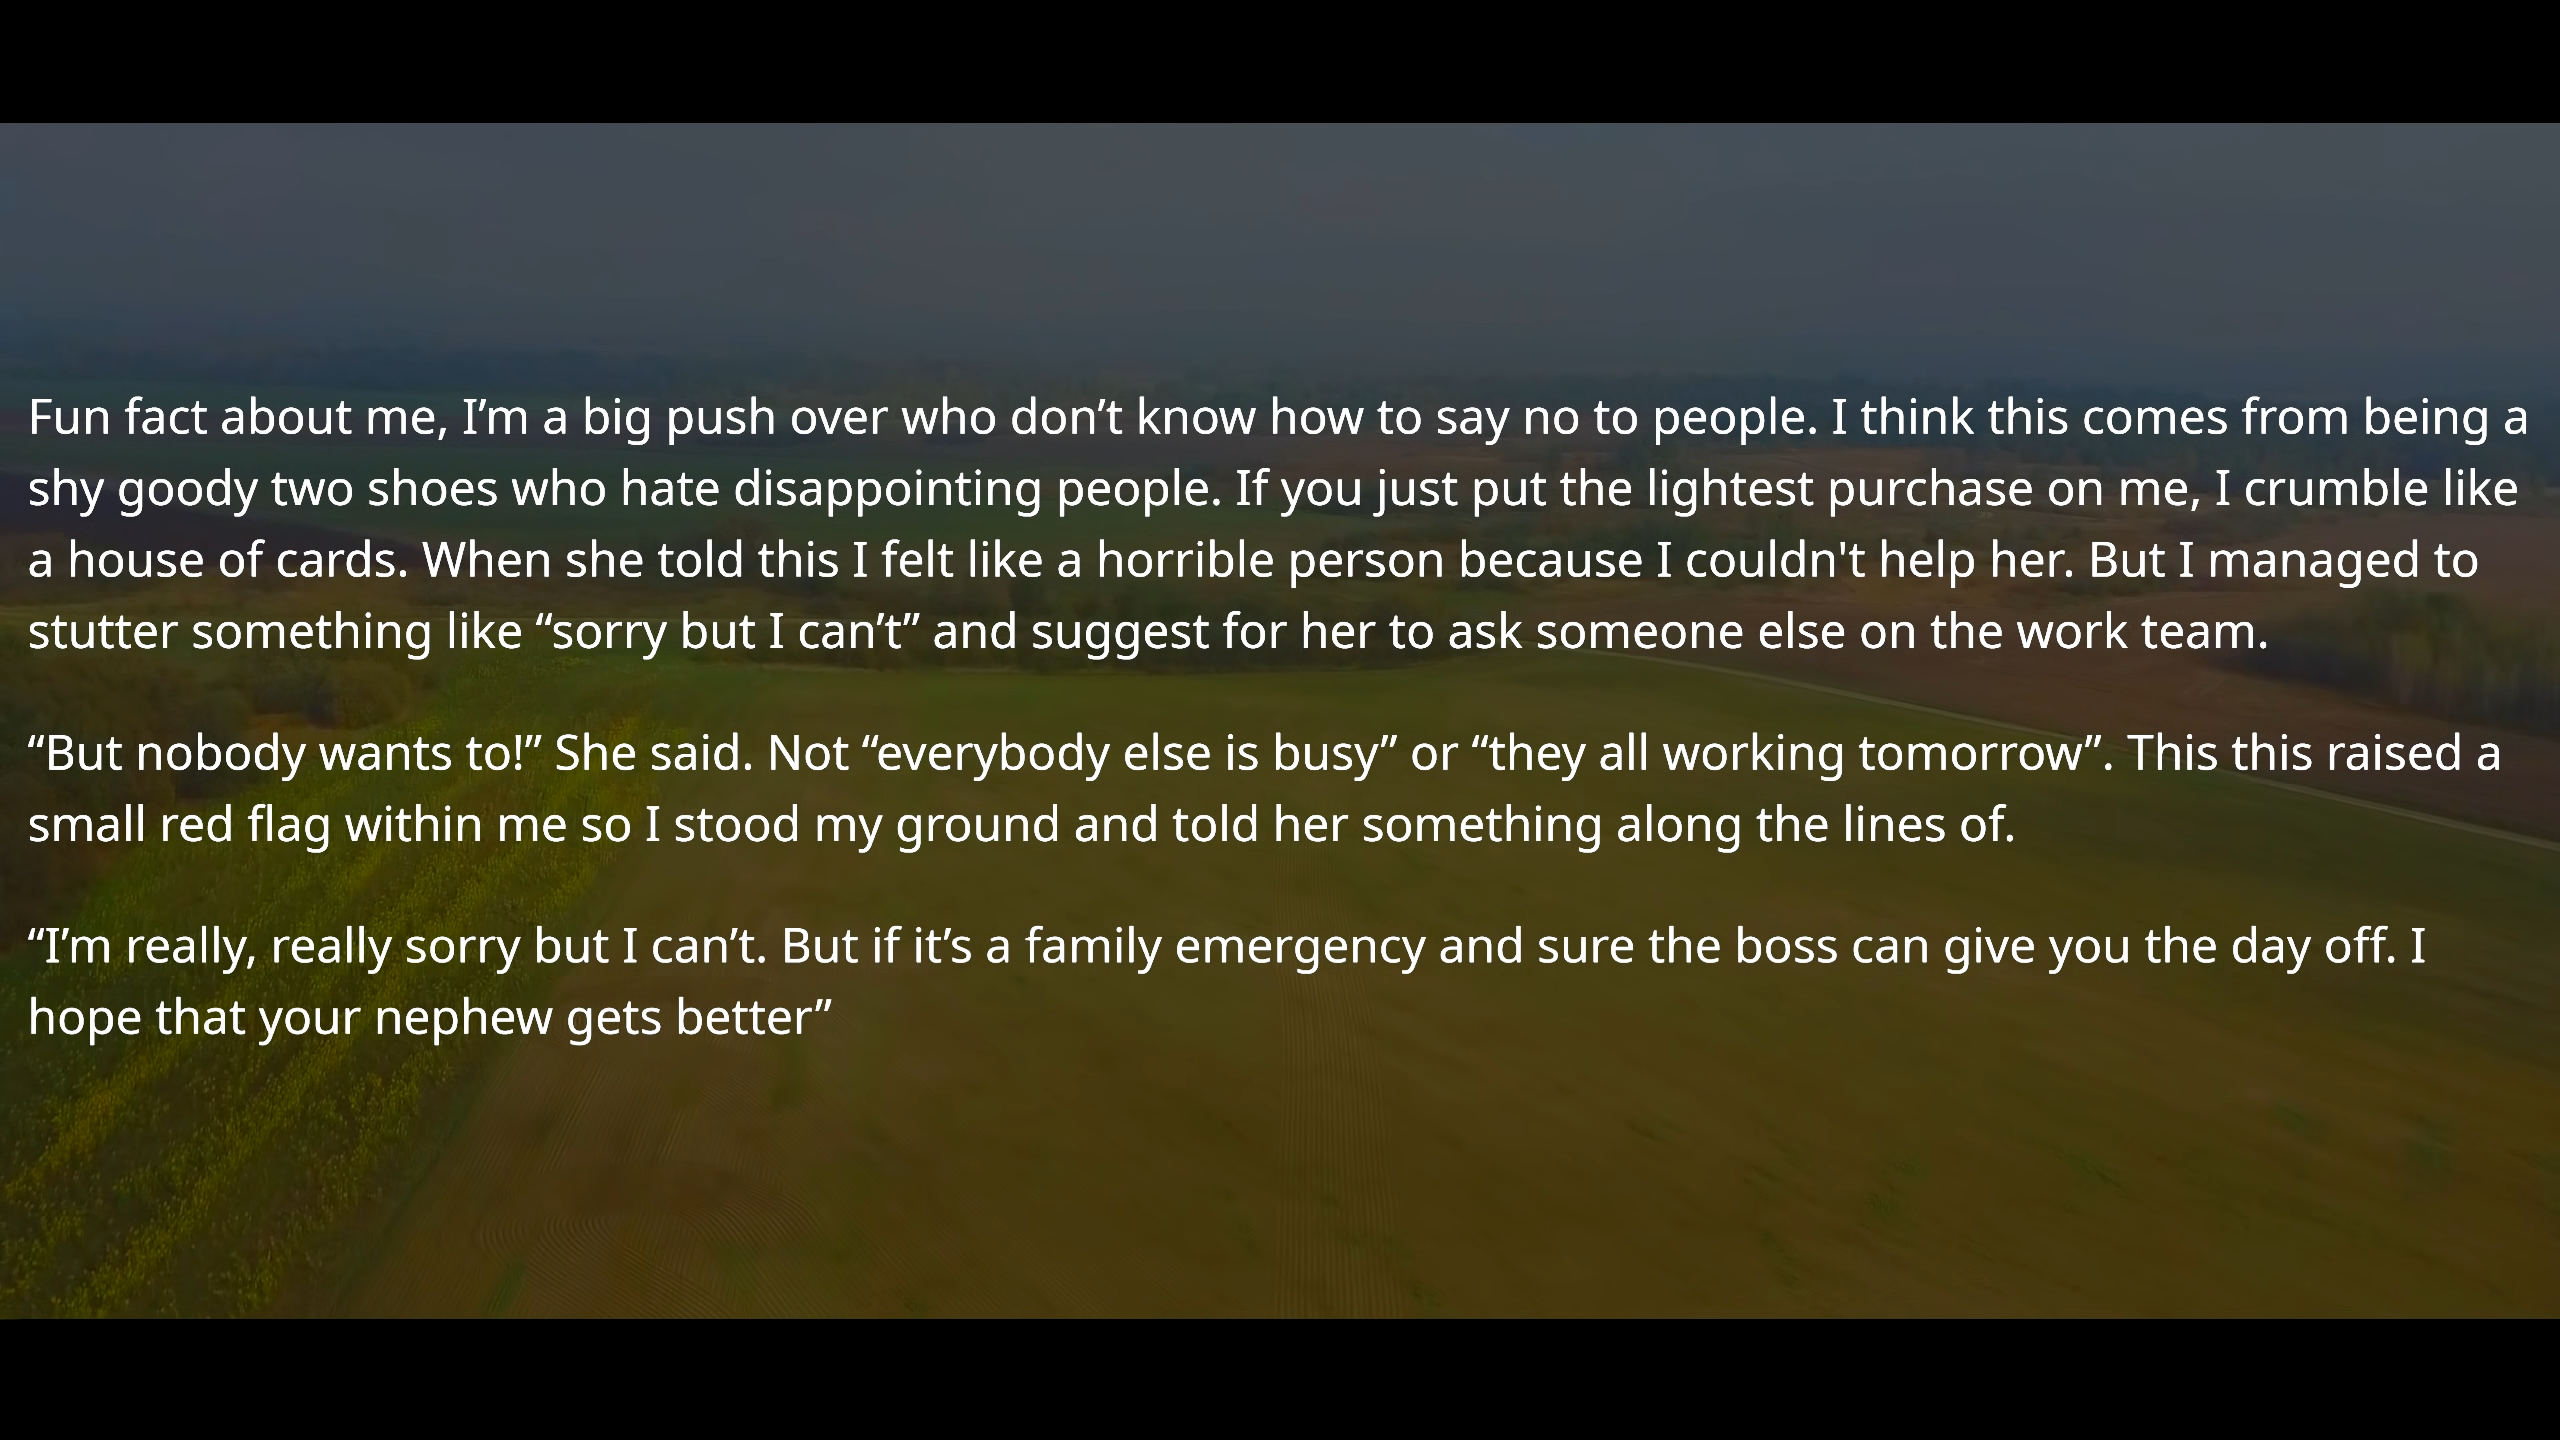 Fun fact about me, I’m a big push over who don’t know how to say no to people. I think this comes from being a
shy goody two shoes who hate disappointing people. If you just put the lightest purchase on me, I crumble like
a house of cards. When she told this I felt like a horrible person because I couldn't help her. But I managed to
stutter something like “sorry but I can’t” and suggest for her to ask someone else on the work team.
“But nobody wants to!” She said. Not “everybody else is busy” or “they all working tomorrow”. This this raised a
small red flag within me so I stood my ground and told her something along the lines of.
“I’m really, really sorry but I can’t. But if it’s a family emergency and sure the boss can give you the day off. I
hope that your nephew gets better”